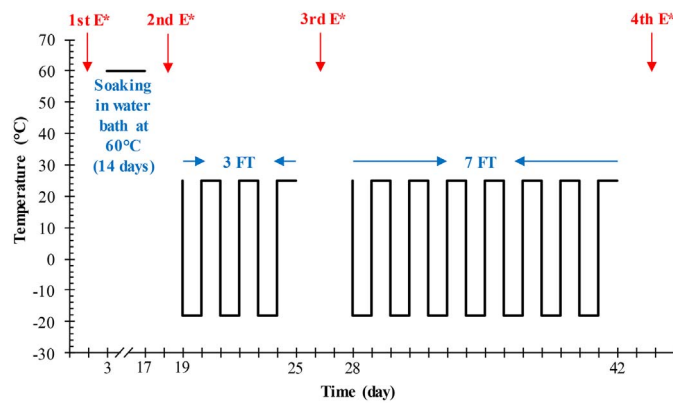 1st E* 2nd E* 3rd E* 4th E*
70
60
50
40
30
20
10
0
-10
-20
-30
Temperature (°C)
Soaking
in water
bath at
60°C
(14 days)
3 FT 7 FT
3 17 19 25 28 42
Time (day)